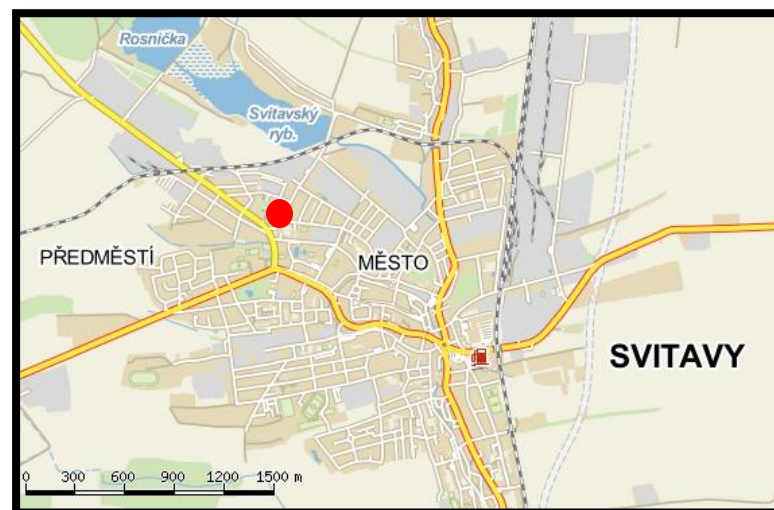 Rosnička
Svitavský
ryb.
PŘEDMĚSTÍ
MĚSTO
SVITAVY
0 300 600 900 1200 1500 m